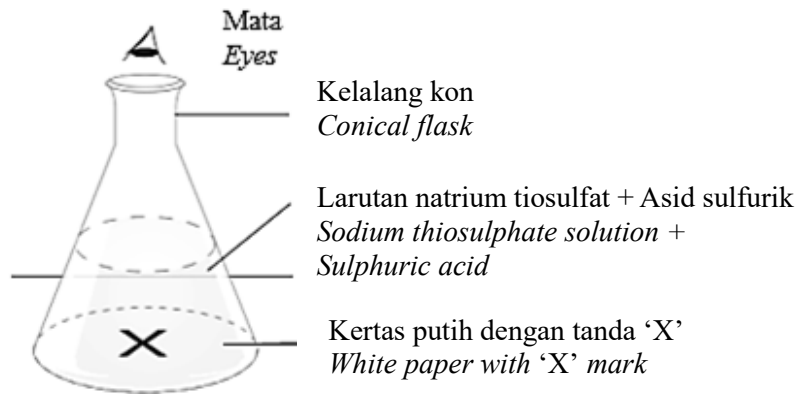 Mata
Eyes
Kelalang kon
Conical flask
Larutan natrium tiosulfat + Asid sulfurik
Sodium thiosulphate solution +
Sulphuric acid
Kertas putih dengan tanda ‘X’
White paper with ‘X’ mark
X